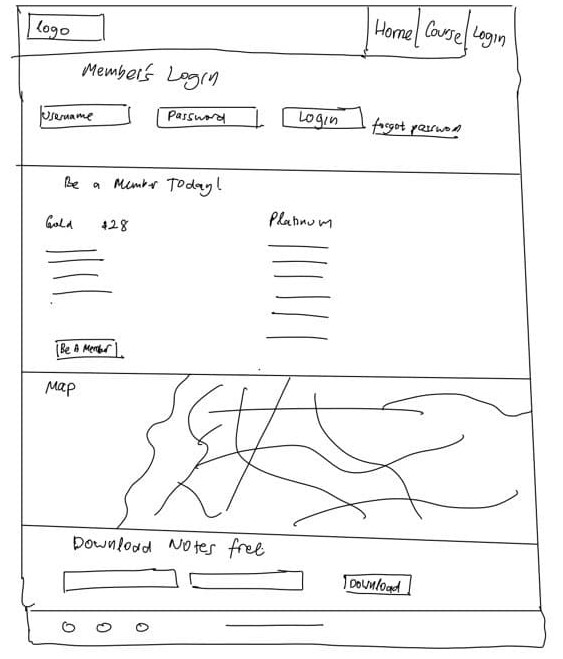 Logo
Home Course Login
Member's Login
Username Password Login forgot password
Be a Member Today!
Gold $28 Platinum
Be A Member
Map
Download Notes free:
Download